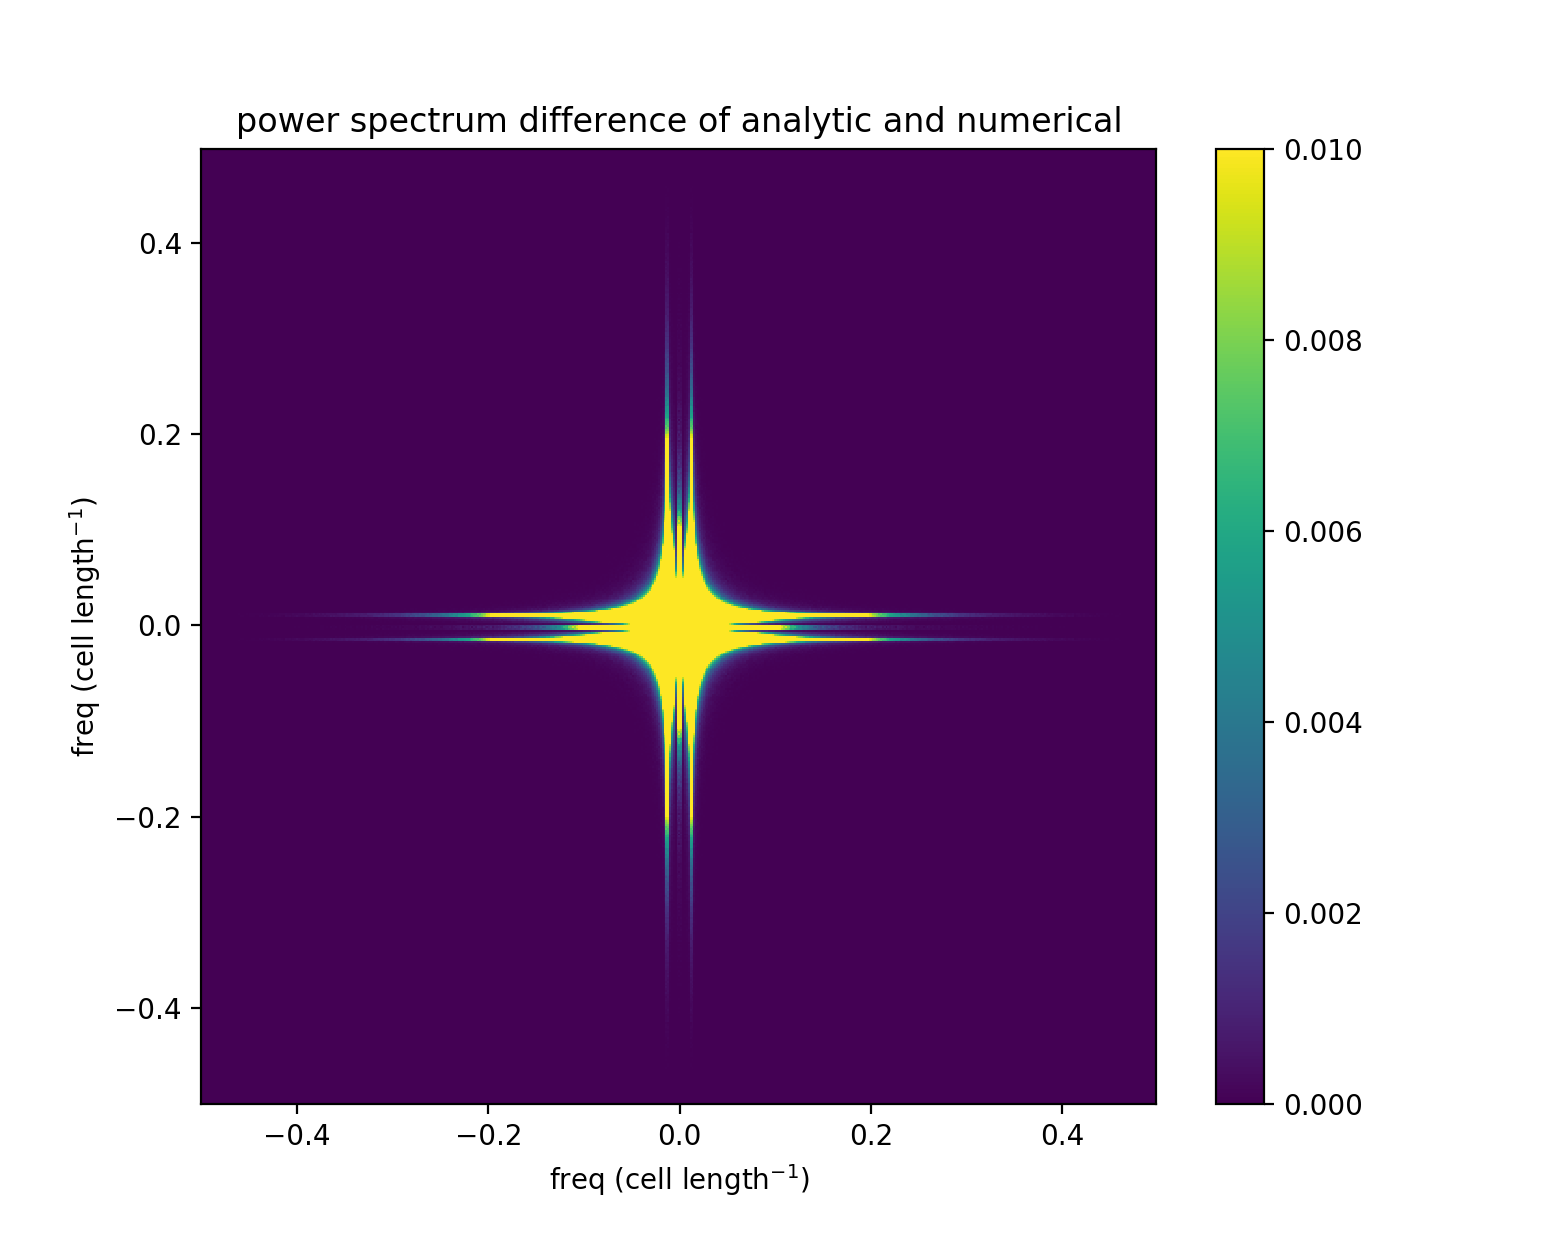 power spectrum difference of analytic and numerical
0.4
0.2
0.0
−0.2
−0.4
freq (cell length⁻¹)
−0.4 −0.2 0.0 0.2 0.4
freq (cell length⁻¹)
0.010
0.008
0.006
0.004
0.002
0.000